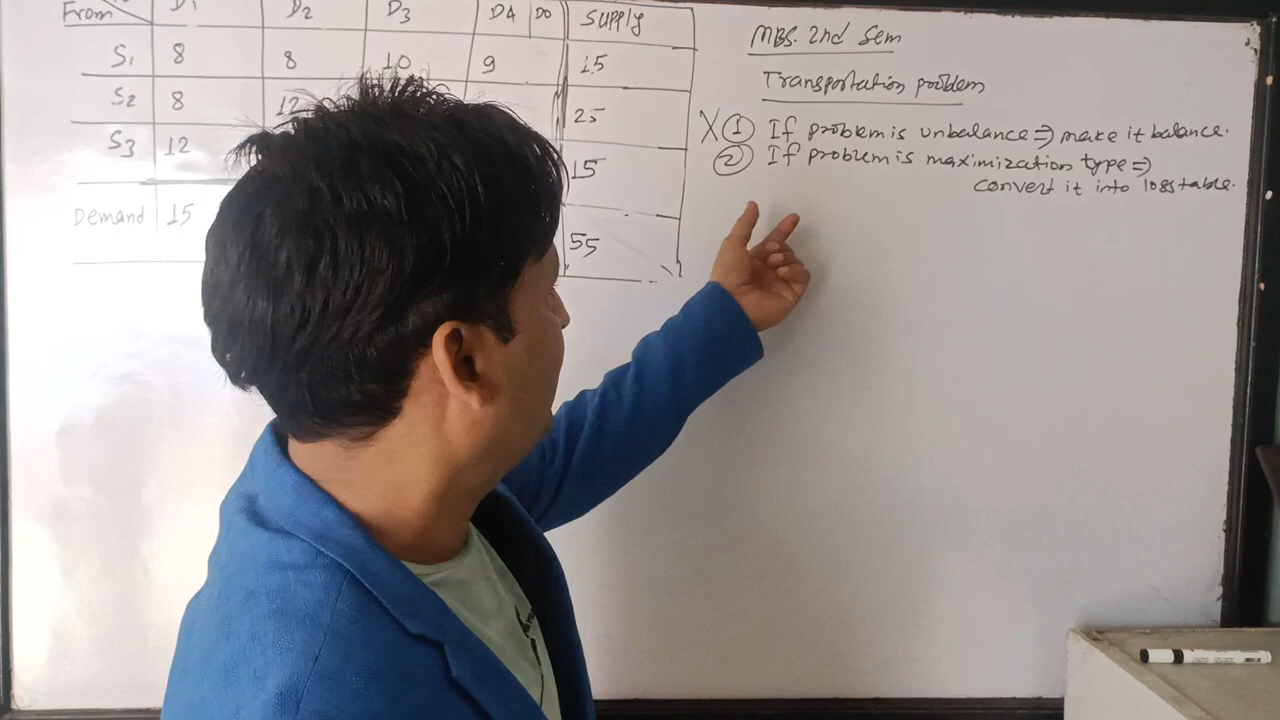 From D1 D2 D3 D4 D0 Supply
S1 8 8 10 9 15
S2 8 12 25
S3 12 15
Demand 15 55
MBS. 2nd Sem
Transportation problem
X ① If problem is unbalance ⇒ make it balance.
② If problem is maximization type ⇒
convert it into loss table.